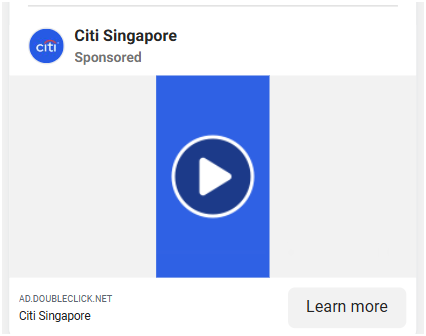 citi
Citi Singapore
Sponsored
AD.DOUBLECLICK.NET
Citi Singapore
Learn more